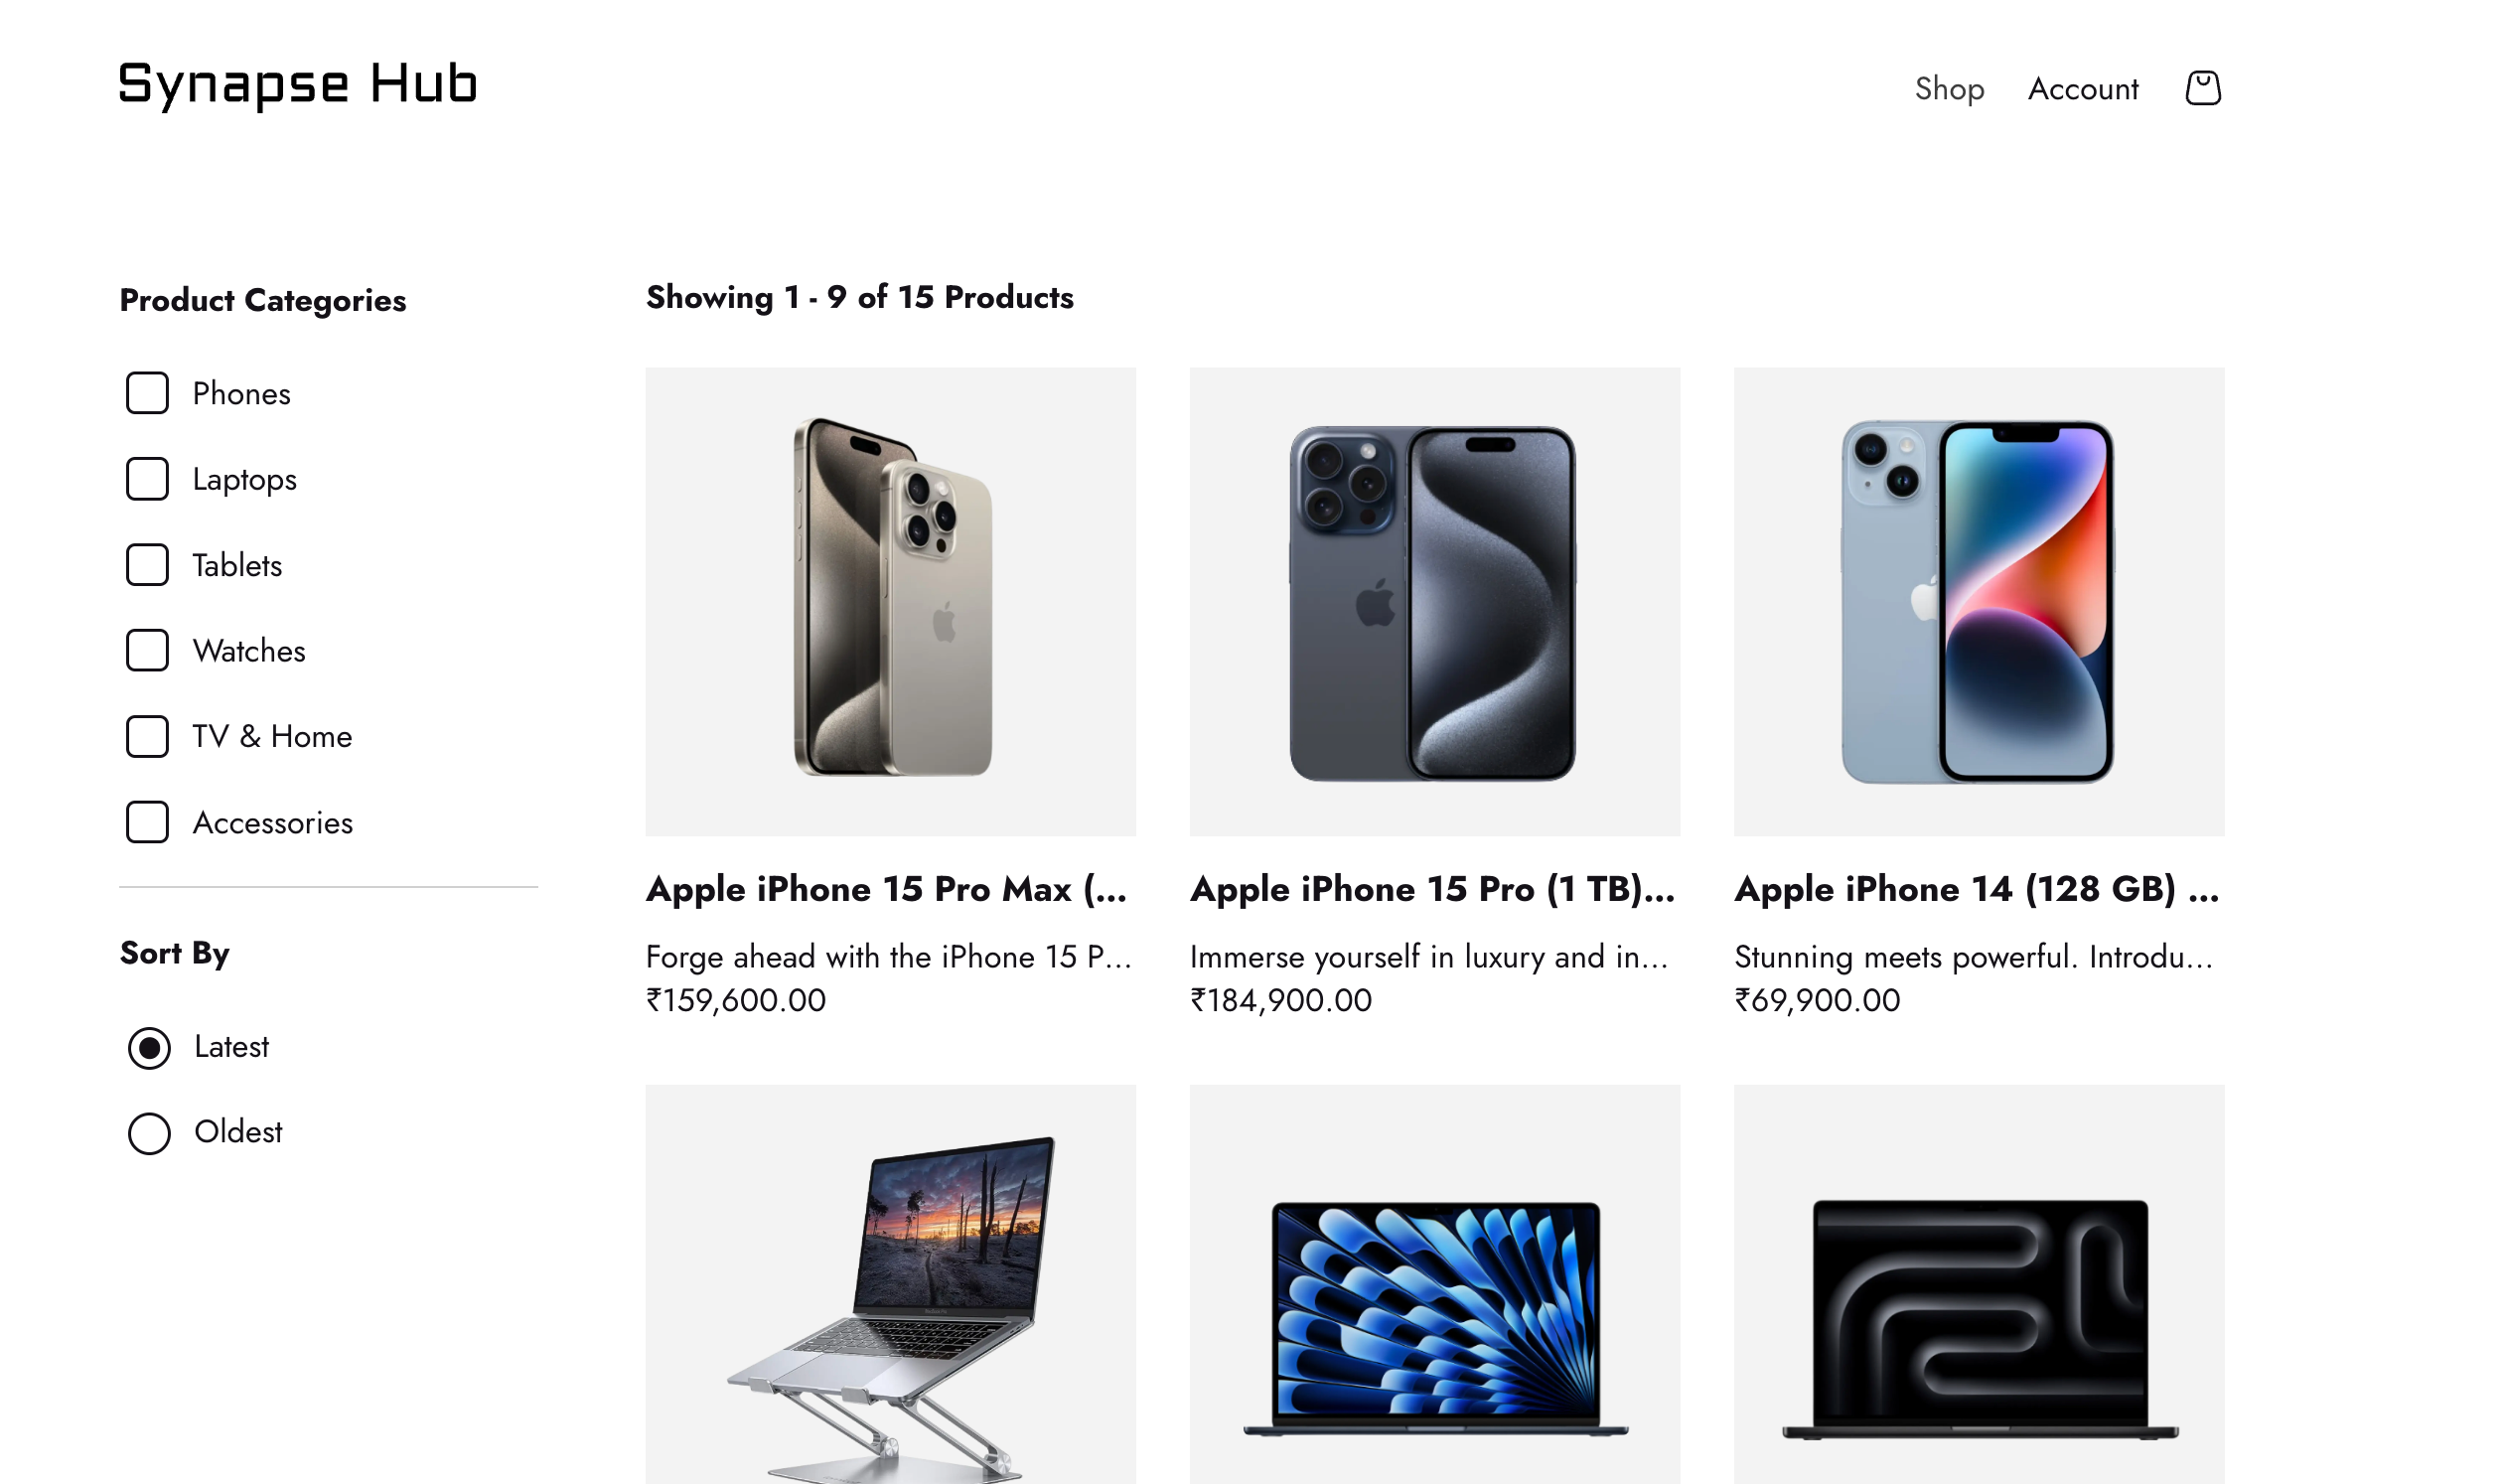 Synapse Hub
Shop
Account
Product Categories
Phones
Laptops
Tablets
Watches
TV & Home
Accessories
Sort By
Latest
Oldest
Showing 1 - 9 of 15 Products
Apple iPhone 15 Pro Max (...
Forge ahead with the iPhone 15 P...
₹159,600.00
Apple iPhone 15 Pro (1 TB)...
Immerse yourself in luxury and in...
₹184,900.00
Apple iPhone 14 (128 GB) ...
Stunning meets powerful. Introdu...
₹69,900.00